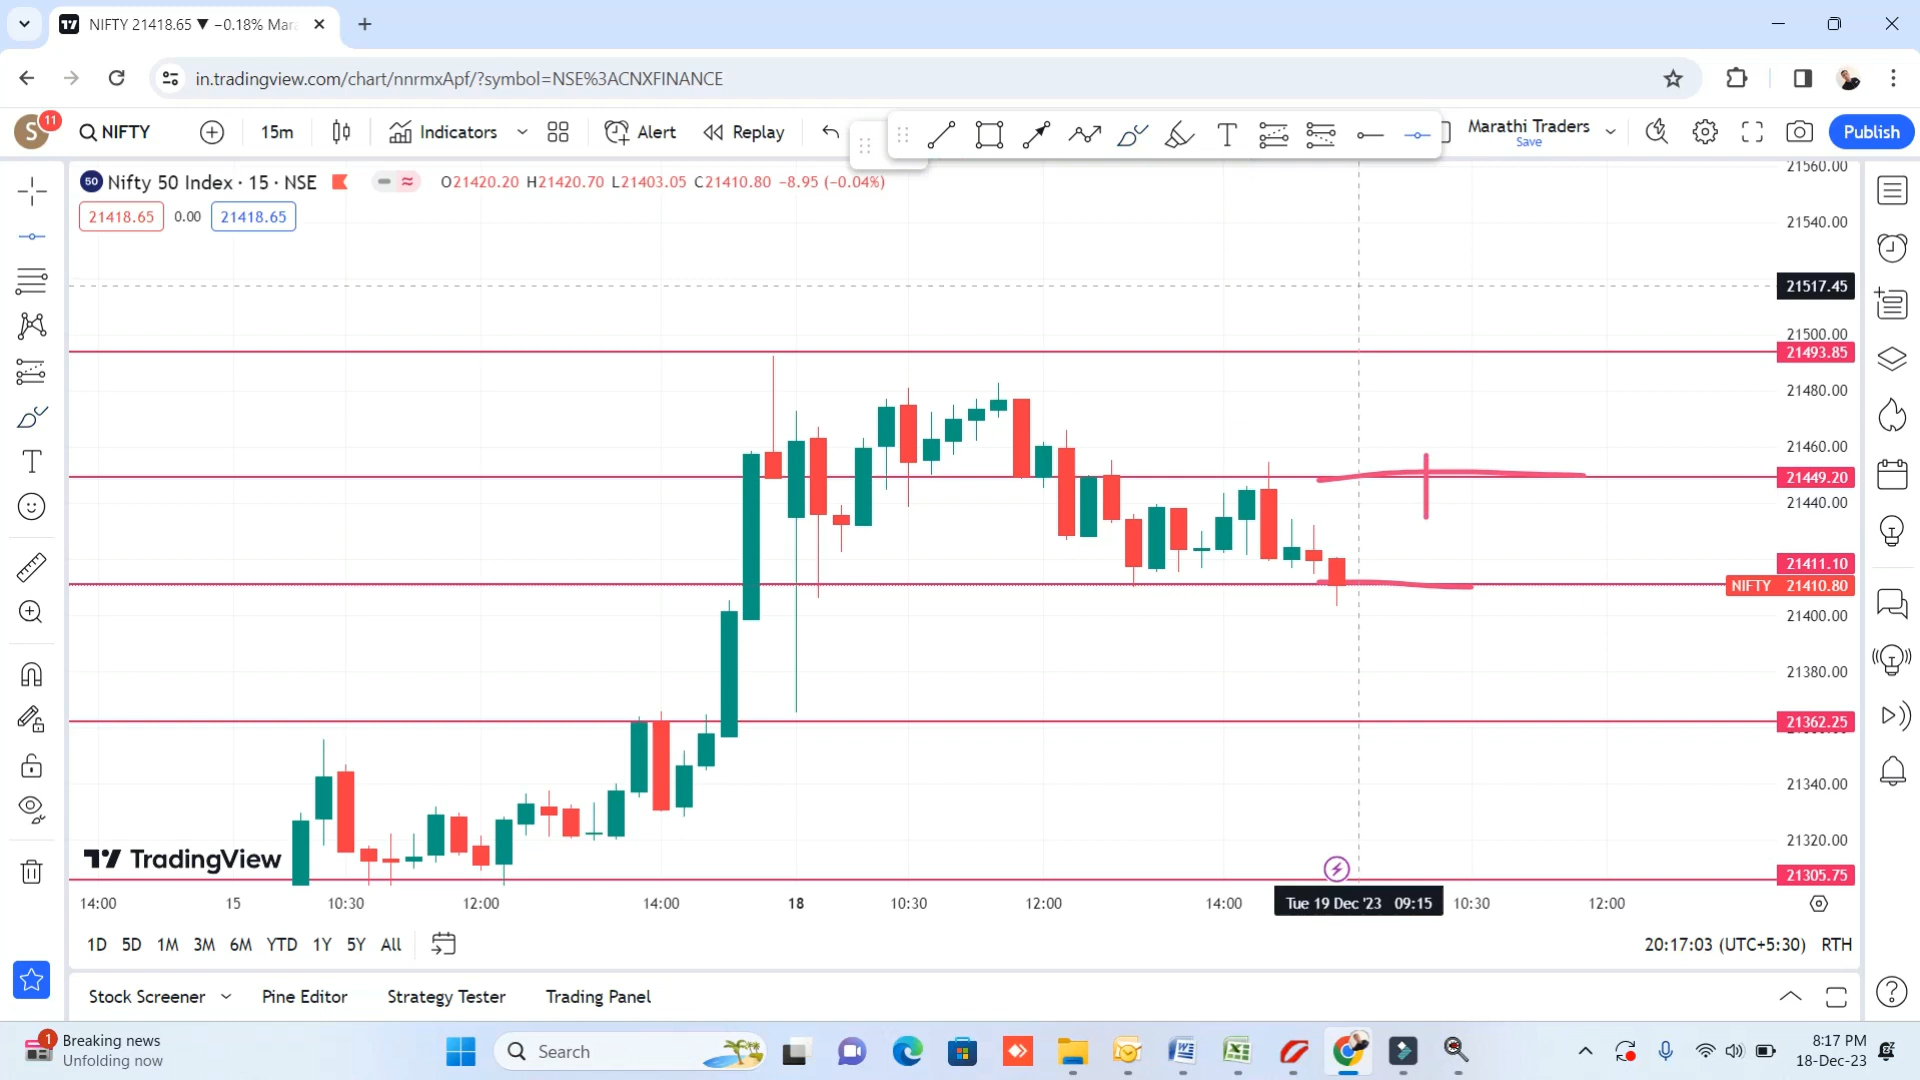 NIFTY 21418.65 ▼ −0.18% Mara
in.tradingview.com/chart/nnrmxApf/?symbol=NSE%3ACNXFINANCE
S
11
NIFTY
15m
Indicators
Alert
Replay
Marathi Traders
Save
Publish
50
Nifty 50 Index · 15 · NSE
O21420.20 H21420.70 L21403.05 C21410.80 −8.95 (−0.04%)
21418.65
0.00
21418.65
21560.00
21540.00
21517.45
21500.00
21493.85
21480.00
21460.00
21449.20
21440.00
21411.10
NIFTY 21410.80
21400.00
21380.00
21362.25
21340.00
21320.00
21305.75
TradingView
14:00
15
10:30
12:00
14:00
18
10:30
12:00
14:00
Tue 19 Dec '23 09:15
10:30
12:00
1D
5D
1M
3M
6M
YTD
1Y
5Y
All
20:17:03 (UTC+5:30)
RTH
Stock Screener
Pine Editor
Strategy Tester
Trading Panel
1
Breaking news
Unfolding now
Search
8:17 PM
18-Dec-23